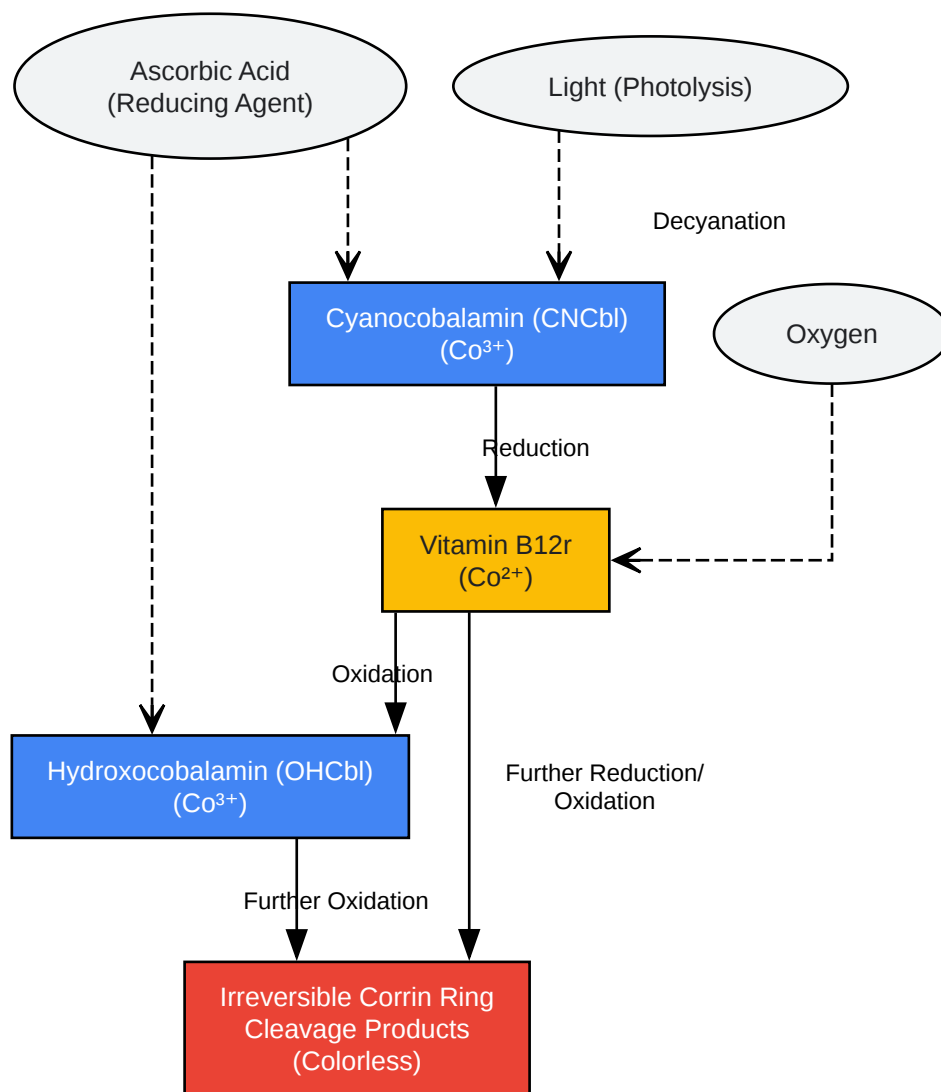 Ascorbic Acid
(Reducing Agent)
Light (Photolysis)
Decyanation
Cyanocobalamin (CNCbl)
(Co³⁺)
Oxygen
Reduction
Vitamin B12r
(Co²⁺)
Oxidation
Hydroxocobalamin (OHCbl)
(Co³⁺)
Further Reduction/
Oxidation
Further Oxidation
Irreversible Corrin Ring
Cleavage Products
(Colorless)